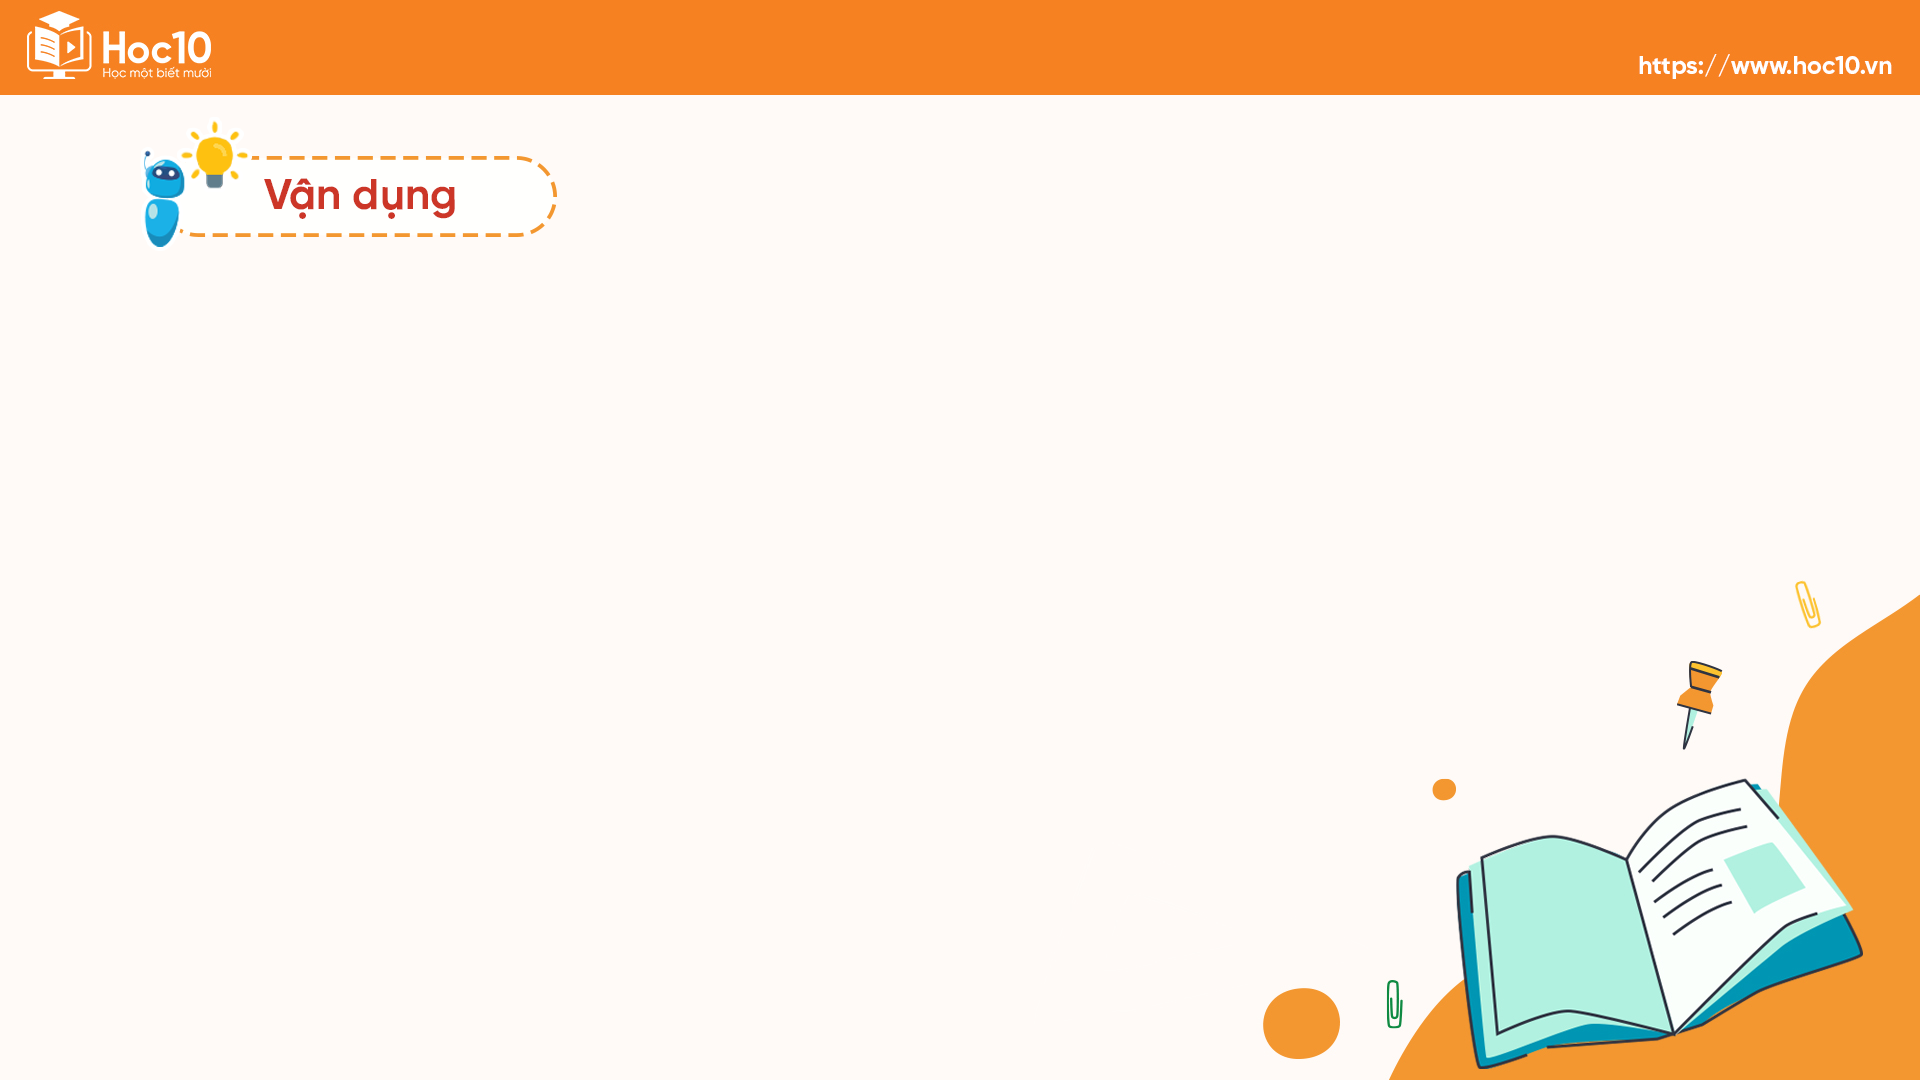 Hoc10
Học một biết mười
https://www.hoc10.vn
Vận dụng